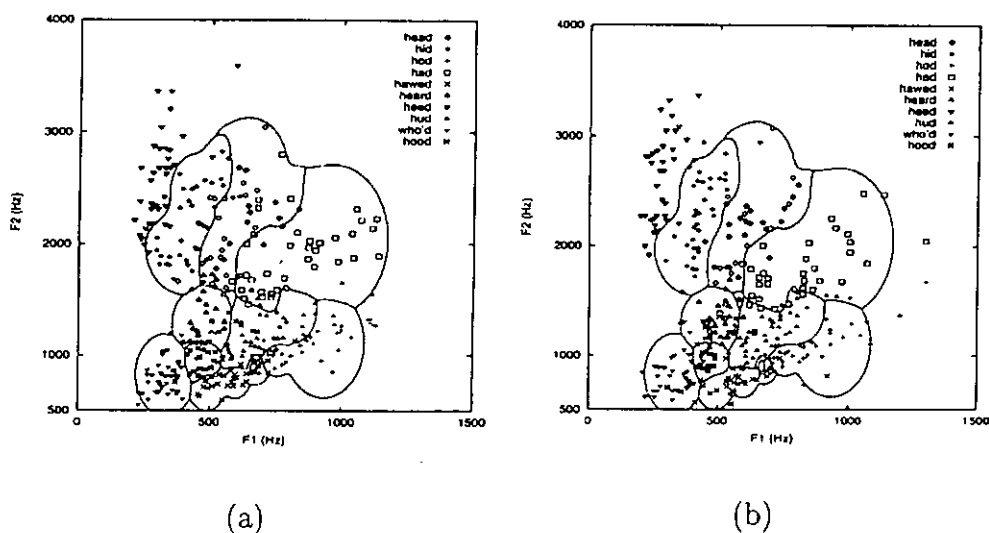 4000
3000
2000
1000
500
F2 (Hz)
0
500
1000
1500
F1 (Hz)
head
hid
hod
had
hawed
heard
heed
hud
who'd
hood
(a)
4000
3000
2000
1000
500
F2 (Hz)
0
500
1000
1500
F1 (Hz)
head
hid
hod
had
hawed
heard
heed
hud
who'd
hood
(b)